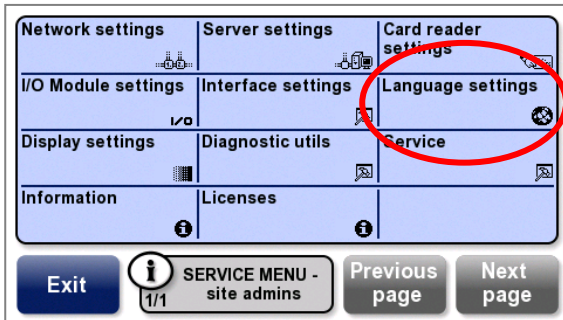 Network settings
Server settings
Card reader
settings
I/O Module settings
I/O
Interface settings
Language settings
Display settings
Diagnostic utils
Service
Information
i
Licenses
i
Exit
i
1/1
SERVICE MENU -
site admins
Previous
page
Next
page